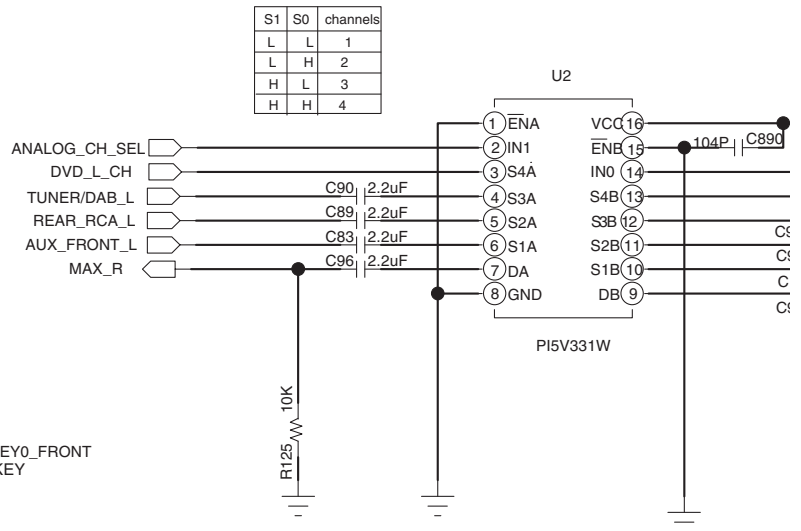 S1 S0 channels
L L 1
L H 2
H L 3
H H 4
U2
1 ENA VCC 16
ANALOG_CH_SEL 2 IN1 ENB 15 104P C890
DVD_L_CH 3 S4A IN0 14
TUNER/DAB_L C90 2.2uF 4 S3A S4B 13
REAR_RCA_L C89 2.2uF 5 S2A S3B 12
AUX_FRONT_L C83 2.2uF 6 S1A S2B 11
MAX_R C96 2.2uF 7 DA S1B 10
8 GND DB 9
PI5V331W
R125 10K
EY0_FRONT
KEY